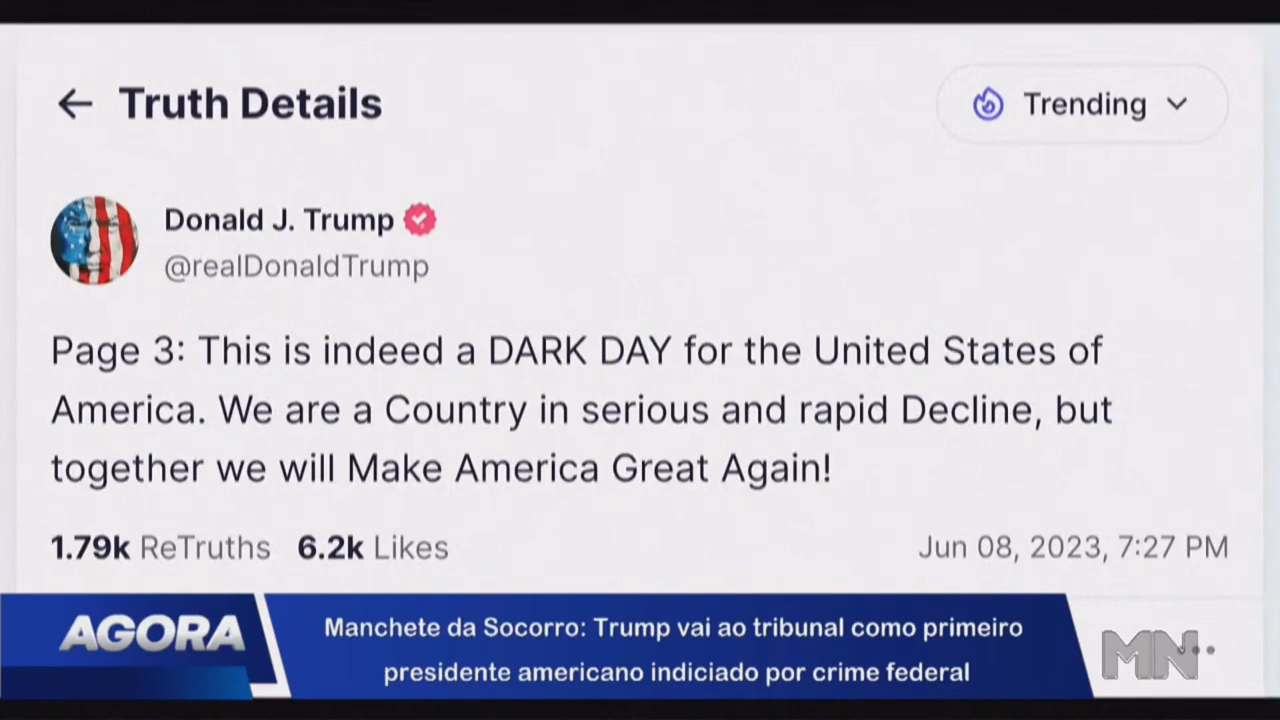 Truth Details
Trending
Donald J. Trump
@realDonaldTrump
Page 3: This is indeed a DARK DAY for the United States of
America. We are a Country in serious and rapid Decline, but
together we will Make America Great Again!
1.79k ReTruths 6.2k Likes
Jun 08, 2023, 7:27 PM
AGORA
Manchete da Socorro: Trump vai ao tribunal como primeiro
presidente americano indiciado por crime federal
MN